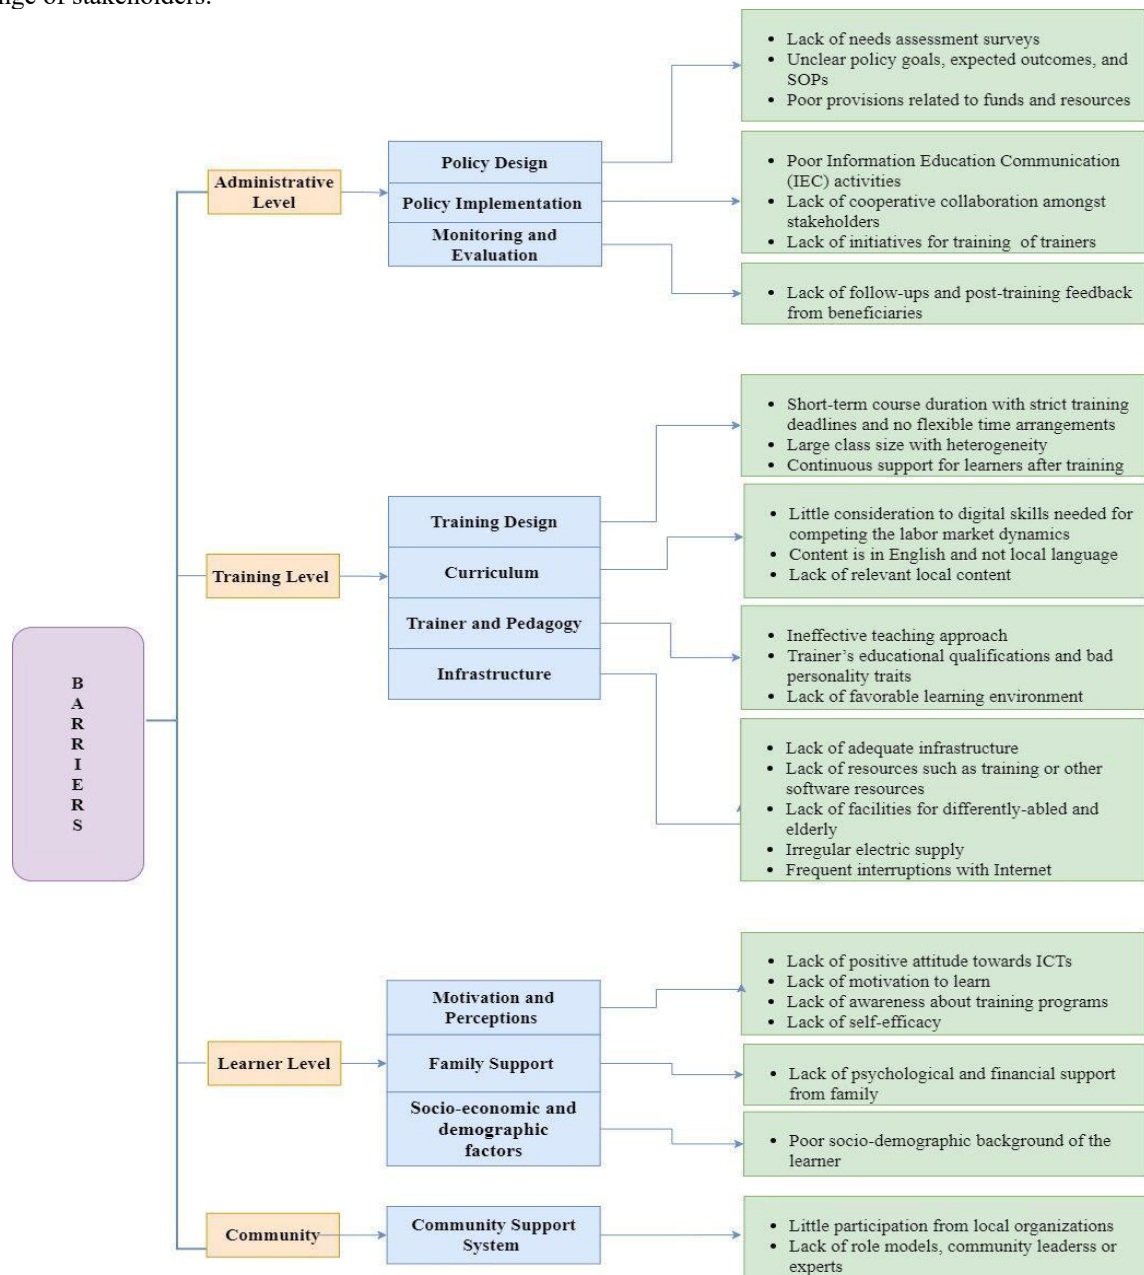 nge of stakeholders.
• Lack of needs assessment surveys
• Unclear policy goals, expected outcomes, and
SOPs
• Poor provisions related to funds and resources
Administrative
Level
Policy Design
Policy Implementation
Monitoring and
Evaluation
• Poor Information Education Communication
(IEC) activities
• Lack of cooperative collaboration amongst
stakeholders
• Lack of initiatives for training of trainers
• Lack of follow-ups and post-training feedback
from beneficiaries
• Short-term course duration with strict training
deadlines and no flexible time arrangements
• Large class size with heterogeneity
• Continuous support for learners after training
Training Level
Training Design
Curriculum
Trainer and Pedagogy
Infrastructure
• Little consideration to digital skills needed for
competing the labor market dynamics
• Content is in English and not local language
• Lack of relevant local content
• Ineffective teaching approach
• Trainer’s educational qualifications and bad
personality traits
• Lack of favorable learning environment
B
A
R
R
I
E
R
S
• Lack of adequate infrastructure
• Lack of resources such as training or other
software resources
• Lack of facilities for differently-abled and
elderly
• Irregular electric supply
• Frequent interruptions with Internet
Learner Level
Motivation and
Perceptions
Family Support
Socio-economic and
demographic
factors
• Lack of positive attitude towards ICTs
• Lack of motivation to learn
• Lack of awareness about training programs
• Lack of self-efficacy
• Lack of psychological and financial support
from family
• Poor socio-demographic background of the
learner
Community
Community Support
System
• Little participation from local organizations
• Lack of role models, community leaderss or
experts